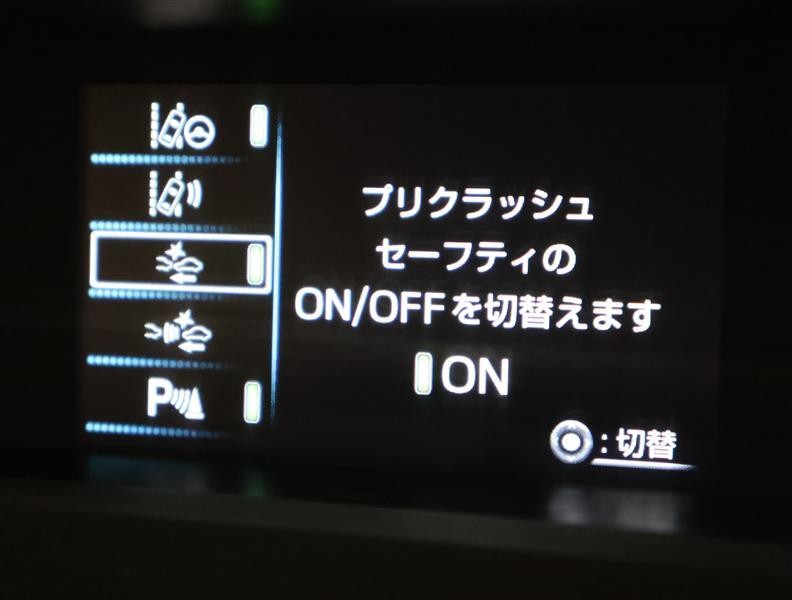 P
プリクラッシュ
セーフティの
ON/OFFを切替えます
ON
:切替